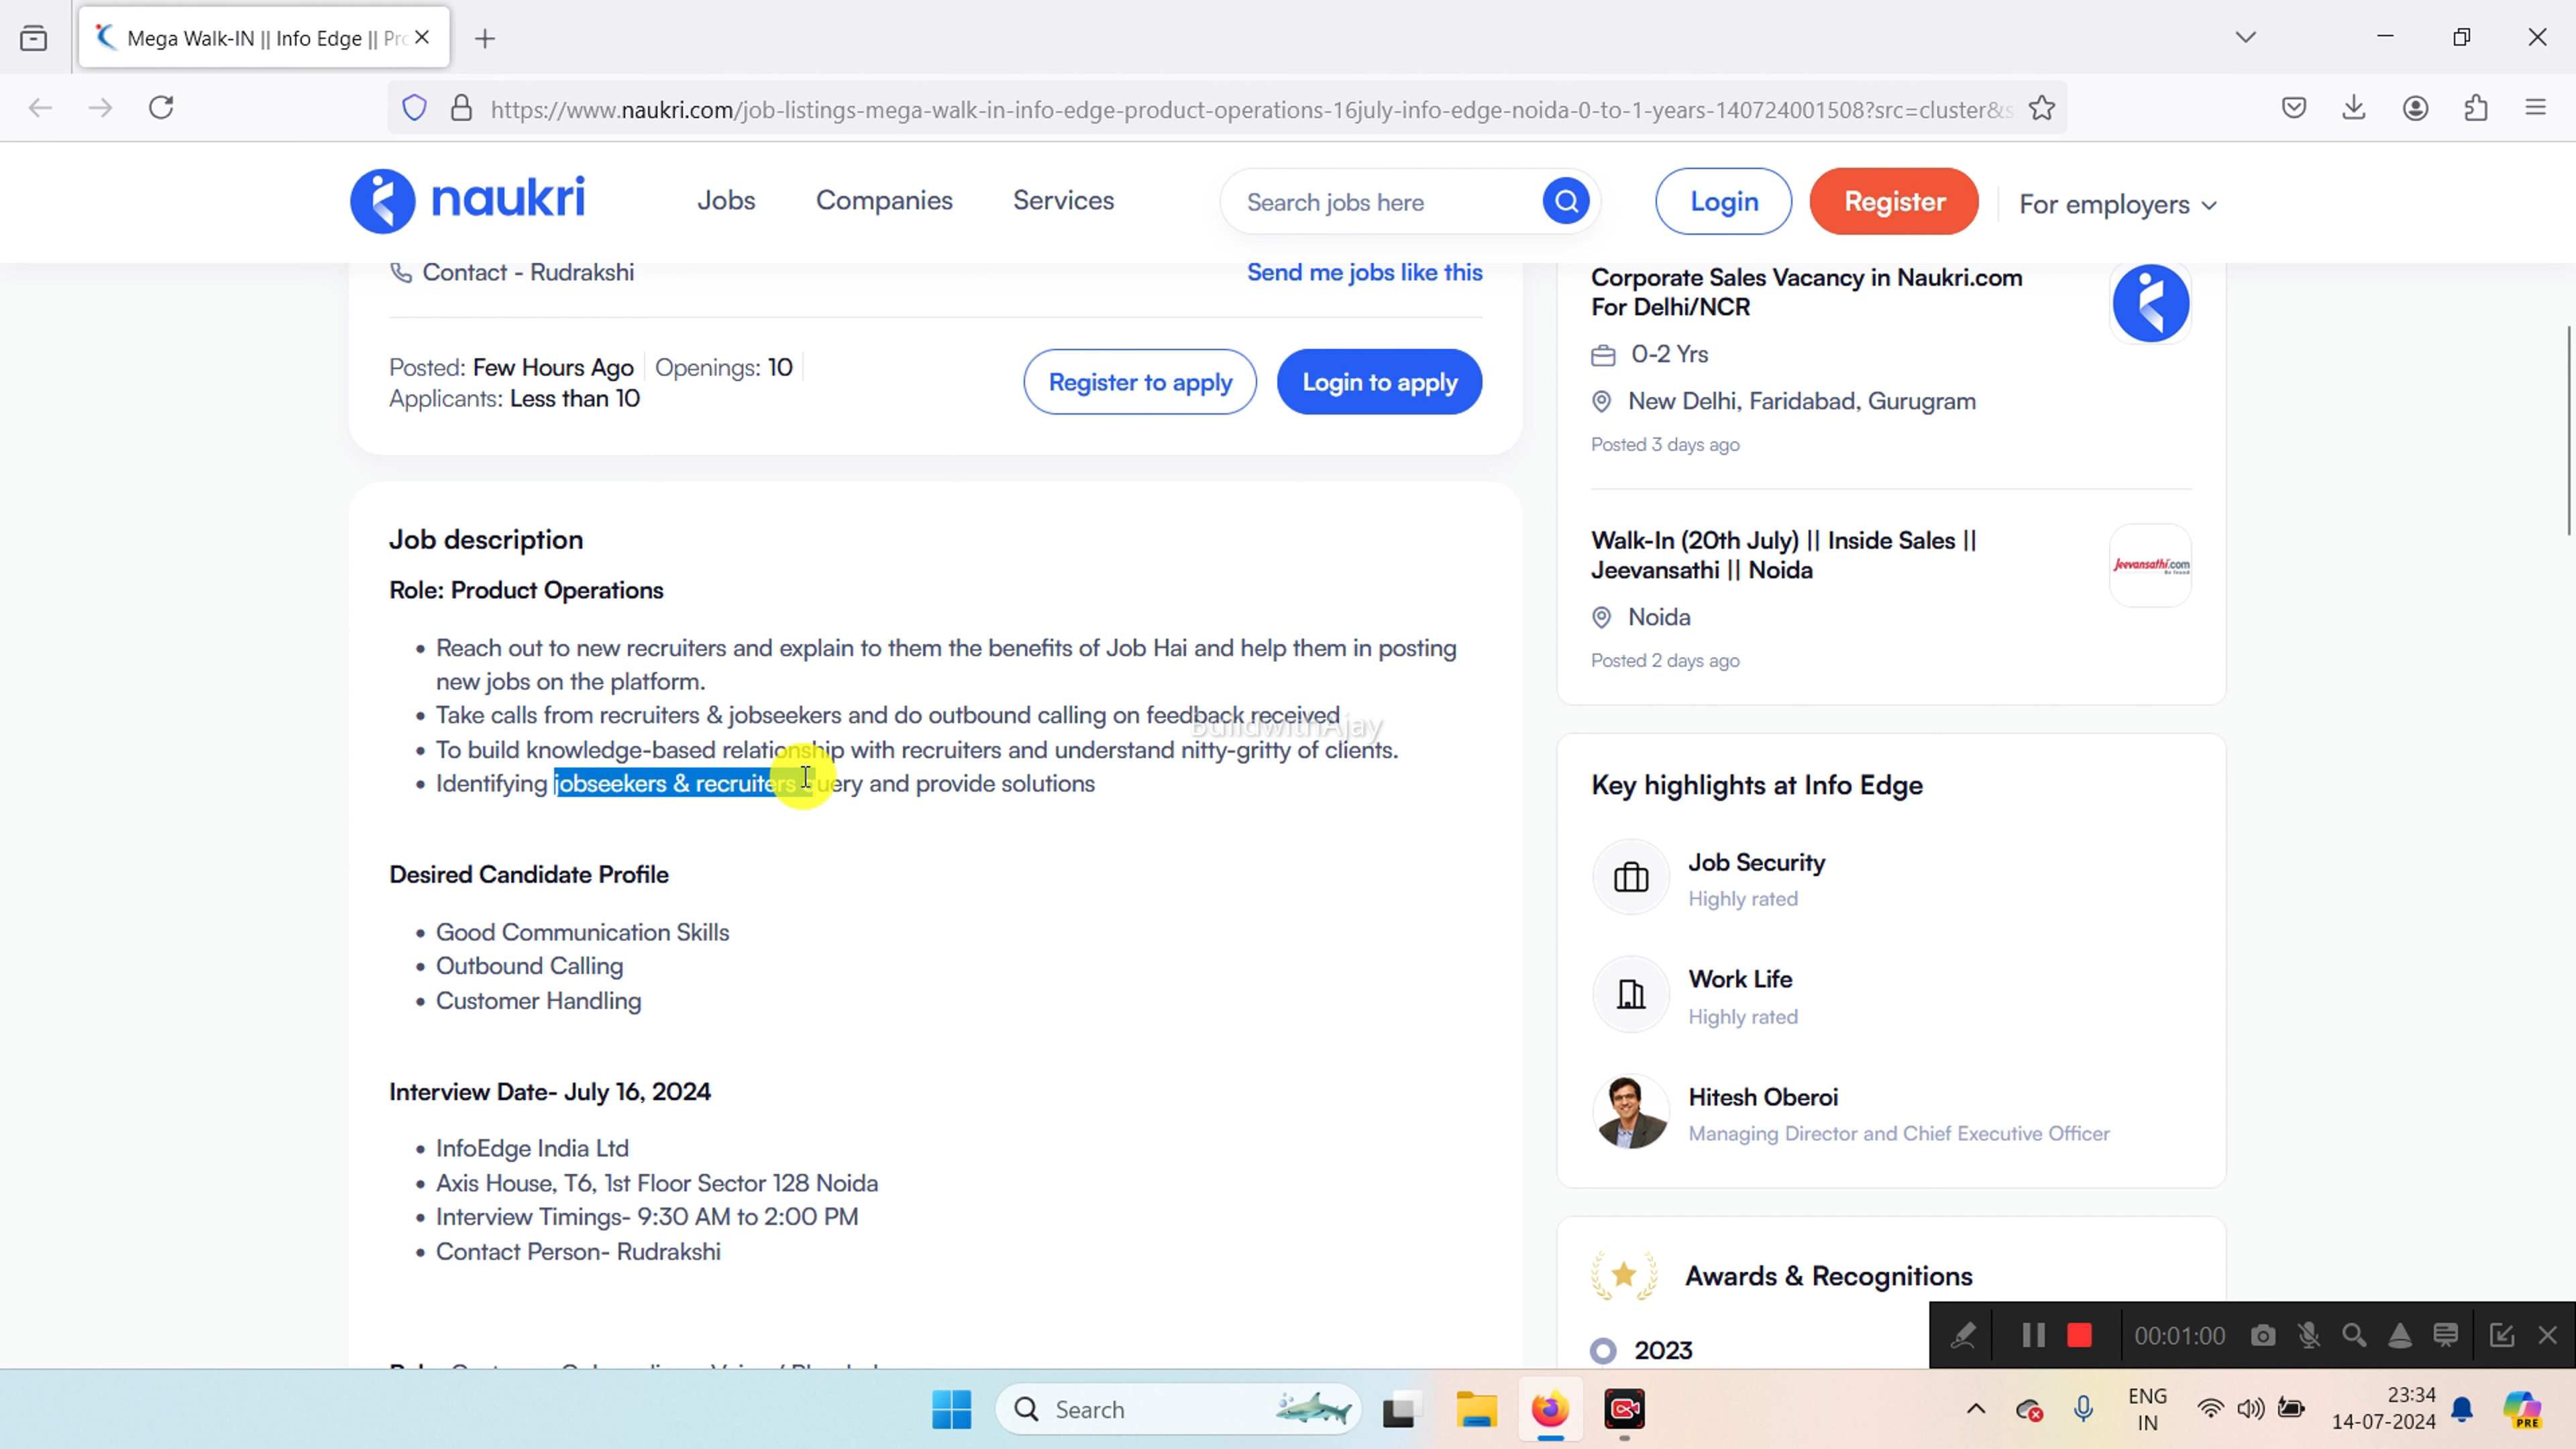 Mega Walk-IN || Info Edge || Pro
https://www.naukri.com/job-listings-mega-walk-in-info-edge-product-operations-16july-info-edge-noida-0-to-1-years-140724001508?src=cluster&s
naukri
Jobs
Companies
Services
Search jobs here
Login
Register
For employers
Contact - Rudrakshi
Send me jobs like this
Posted: Few Hours Ago
Openings: 10
Applicants: Less than 10
Register to apply
Login to apply
Job description
Role: Product Operations
Reach out to new recruiters and explain to them the benefits of Job Hai and help them in posting
new jobs on the platform.
Take calls from recruiters & jobseekers and do outbound calling on feedback received
BuildwithAjay
To build knowledge-based relationship with recruiters and understand nitty-gritty of clients.
Identifying jobseekers & recruiters query and provide solutions
Desired Candidate Profile
Good Communication Skills
Outbound Calling
Customer Handling
Interview Date- July 16, 2024
InfoEdge India Ltd
Axis House, T6, 1st Floor Sector 128 Noida
Interview Timings- 9:30 AM to 2:00 PM
Contact Person- Rudrakshi
Corporate Sales Vacancy in Naukri.com
For Delhi/NCR
0-2 Yrs
New Delhi, Faridabad, Gurugram
Posted 3 days ago
Walk-In (20th July) || Inside Sales ||
Jeevansathi || Noida
Jeevansathi.com
Noida
Posted 2 days ago
Key highlights at Info Edge
Job Security
Highly rated
Work Life
Highly rated
Hitesh Oberoi
Managing Director and Chief Executive Officer
Awards & Recognitions
2023
00:01:00
Search
ENG
IN
23:34
14-07-2024
PRE